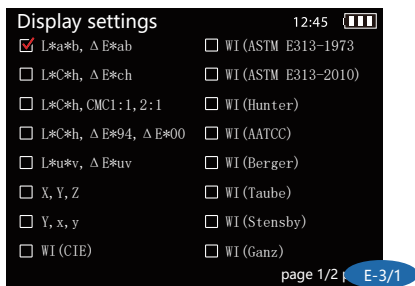 Display settings 12:45
L*a*b, ΔE*ab
L*C*h, ΔE*ch
L*C*h,CMC1:1,2:1
L*C*h, ΔE*94, ΔE*00
L*u*v, ΔE*uv
X,Y,Z
Y,x,y
WI(CIE)
WI(ASTM E313-1973
WI(ASTM E313-2010)
WI(Hunter)
WI(AATCC)
WI(Berger)
WI(Taube)
WI(Stensby)
WI(Ganz)
page 1/2
E-3/1